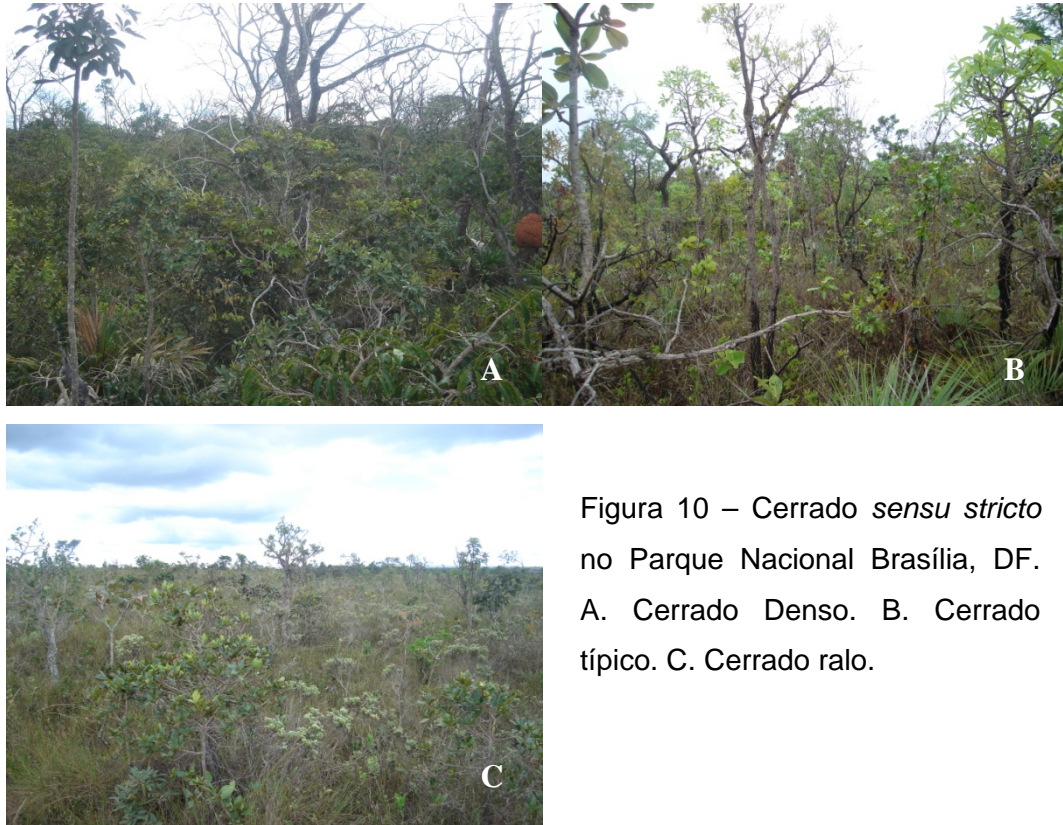 A
B
C
Figura 10 – Cerrado sensu stricto
no Parque Nacional Brasília, DF.
A. Cerrado Denso. B. Cerrado
típico. C. Cerrado ralo.